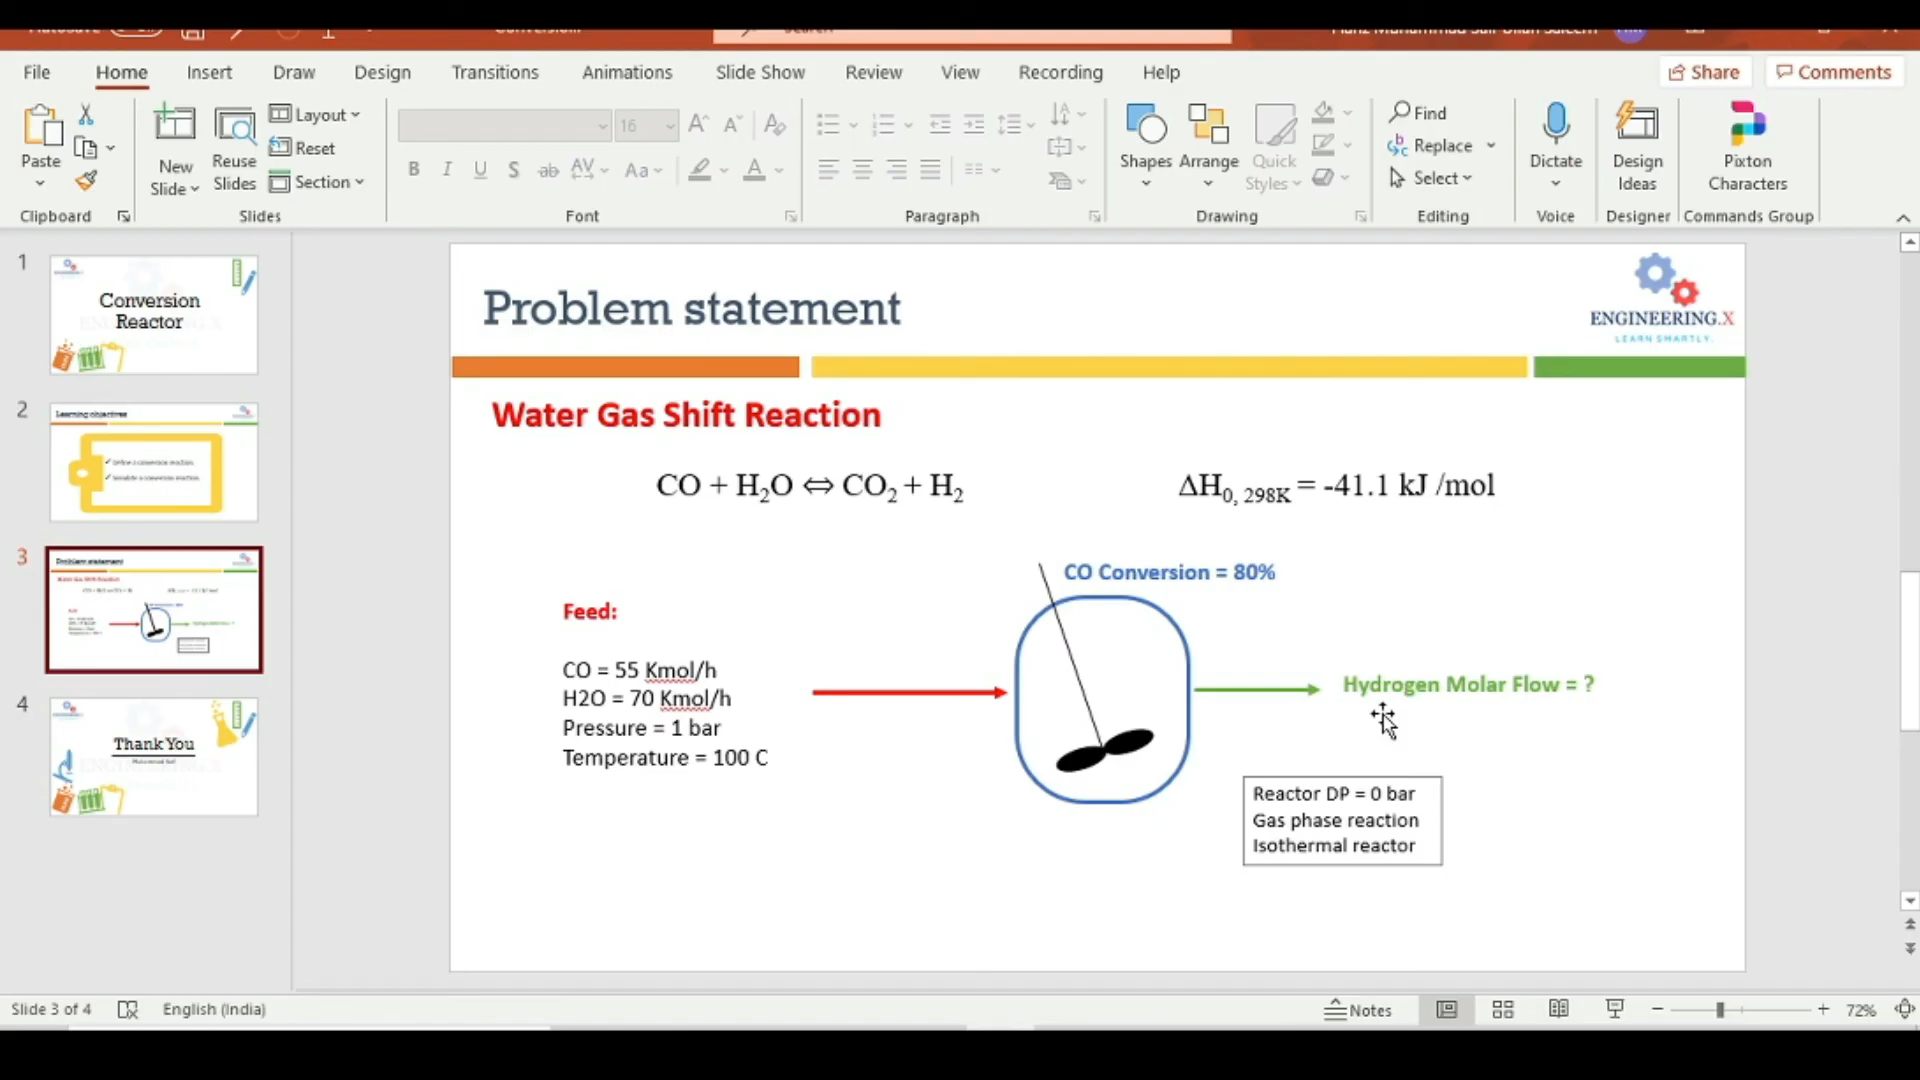 File Home Insert Draw Design Transitions Animations Slide Show Review View Recording Help Share Comments
Paste
New Slide
Reuse Slides
Layout
Reset
Section
16
Shapes
Arrange
Quick Styles
Find
Replace
Select
Dictate
Design Ideas
Pixton Characters
Clipboard Slides Font Paragraph Drawing Editing Voice Designer Commands Group
1
Conversion
Reactor
2
Learning objectives
3
Problem statement
4
Thank You
Problem statement
ENGINEERING.X
LEARN SMARTLY.
Water Gas Shift Reaction
CO + H2O ⇔ CO2 + H2
ΔH0, 298K = -41.1 kJ /mol
CO Conversion = 80%
Feed:
CO = 55 Kmol/h
H2O = 70 Kmol/h
Pressure = 1 bar
Temperature = 100 C
Hydrogen Molar Flow = ?
Reactor DP = 0 bar
Gas phase reaction
Isothermal reactor
Slide 3 of 4 English (India) Notes 72%